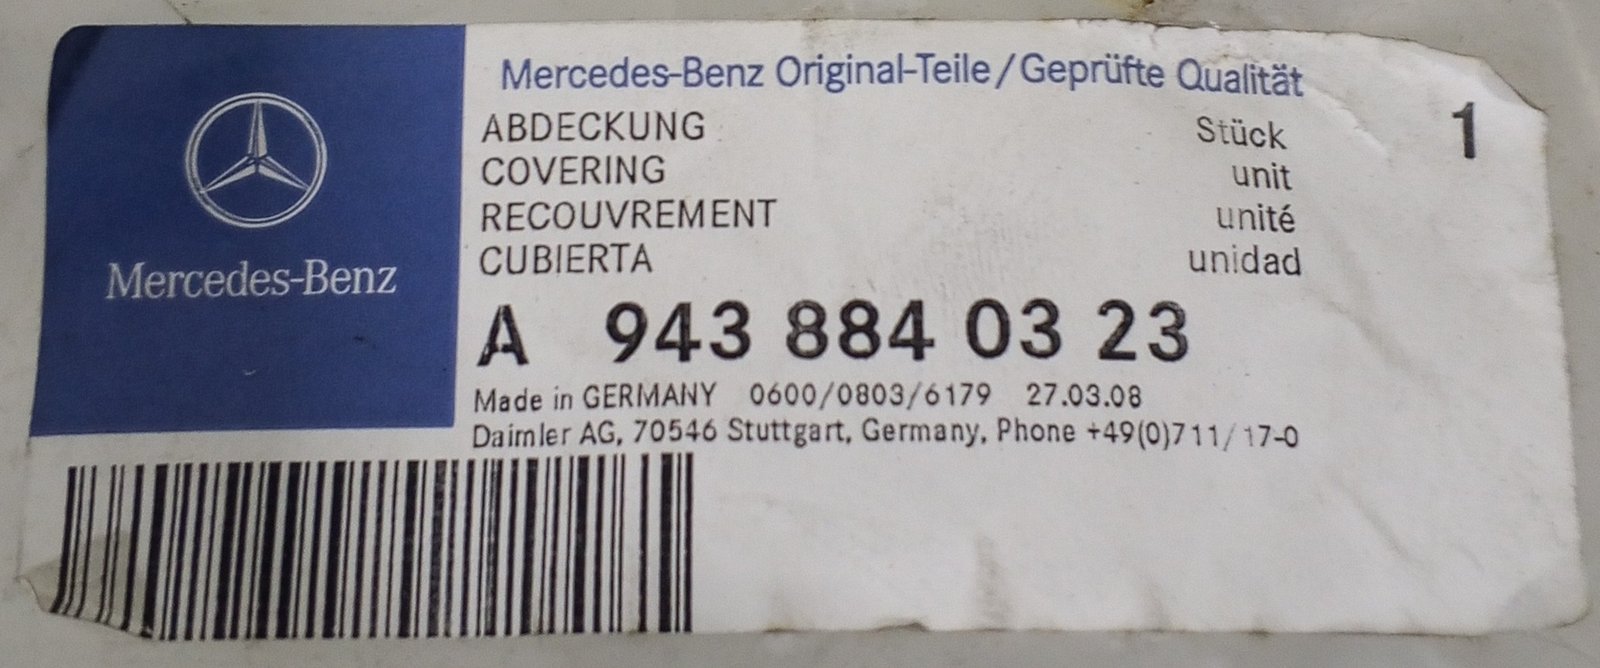 Mercedes-Benz
Mercedes-Benz Original-Teile/Geprüfte Qualität
ABDECKUNG Stück 1
COVERING unit
RECOUVREMENT unité
CUBIERTA unidad
A 943 884 03 23
Made in GERMANY 0600/0803/6179 27.03.08
Daimler AG, 70546 Stuttgart, Germany, Phone +49(0)711/17-0